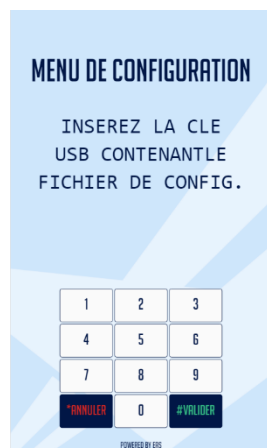 MENU DE CONFIGURATION
INSEREZ LA CLE
USB CONTENANTLE
FICHIER DE CONFIG.
1 2 3
4 5 6
7 8 9
*ANNULER 0 #VALIDER
POWERED BY ERS